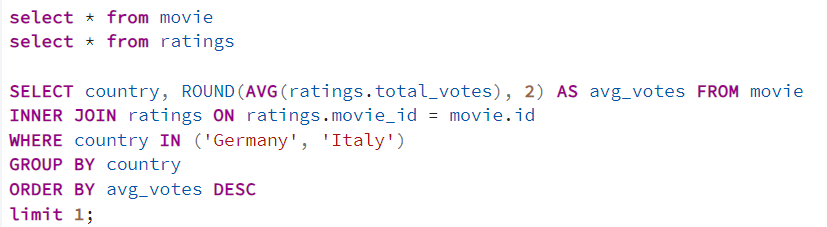 select * from movie
select * from ratings
SELECT country, ROUND(AVG(ratings.total_votes), 2) AS avg_votes FROM movie
INNER JOIN ratings ON ratings.movie_id = movie.id
WHERE country IN ('Germany', 'Italy')
GROUP BY country
ORDER BY avg_votes DESC
limit 1;